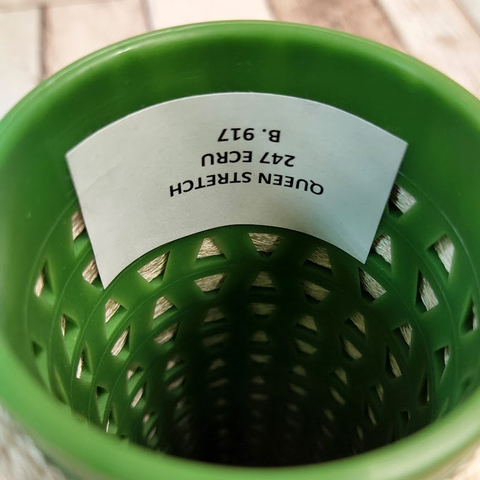 QUEEN STRETCH
247 ECRU
B. 917